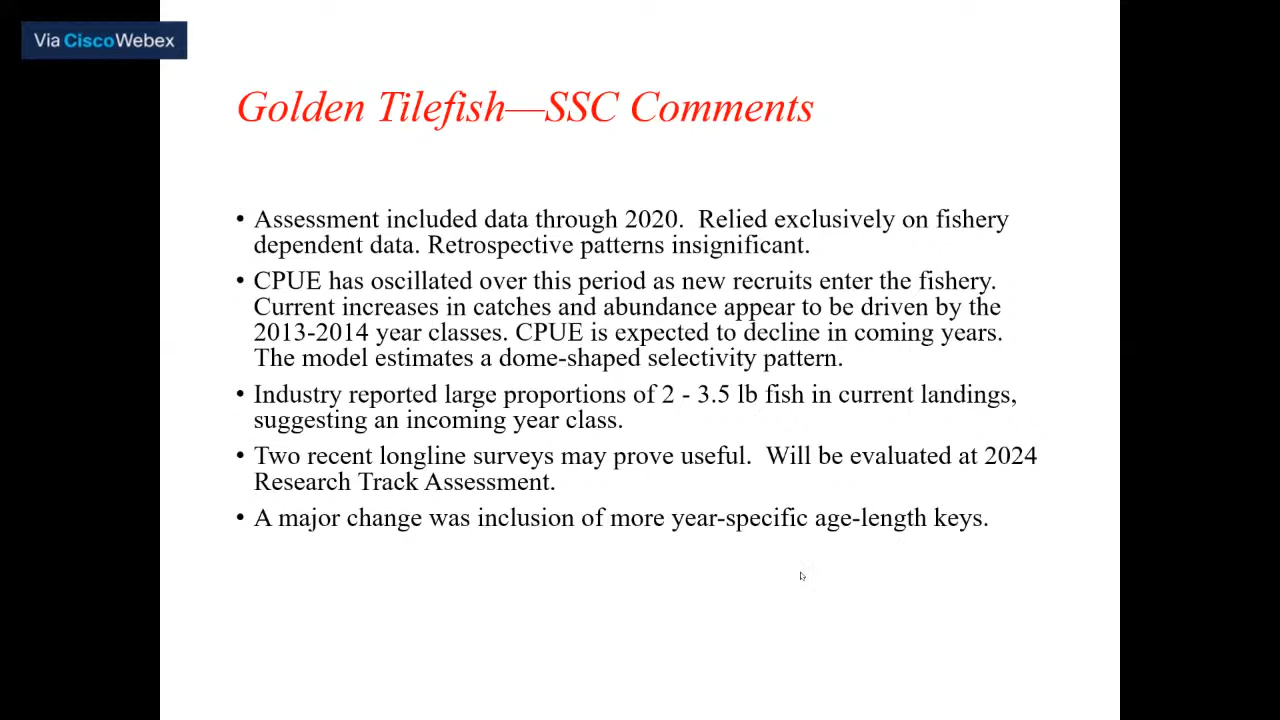 Via CiscoWebex
Golden Tilefish—SSC Comments
• Assessment included data through 2020.  Relied exclusively on fishery
dependent data. Retrospective patterns insignificant.
• CPUE has oscillated over this period as new recruits enter the fishery.
Current increases in catches and abundance appear to be driven by the
2013-2014 year classes. CPUE is expected to decline in coming years.
The model estimates a dome-shaped selectivity pattern.
• Industry reported large proportions of 2 - 3.5 lb fish in current landings,
suggesting an incoming year class.
• Two recent longline surveys may prove useful.  Will be evaluated at 2024
Research Track Assessment.
• A major change was inclusion of more year-specific age-length keys.